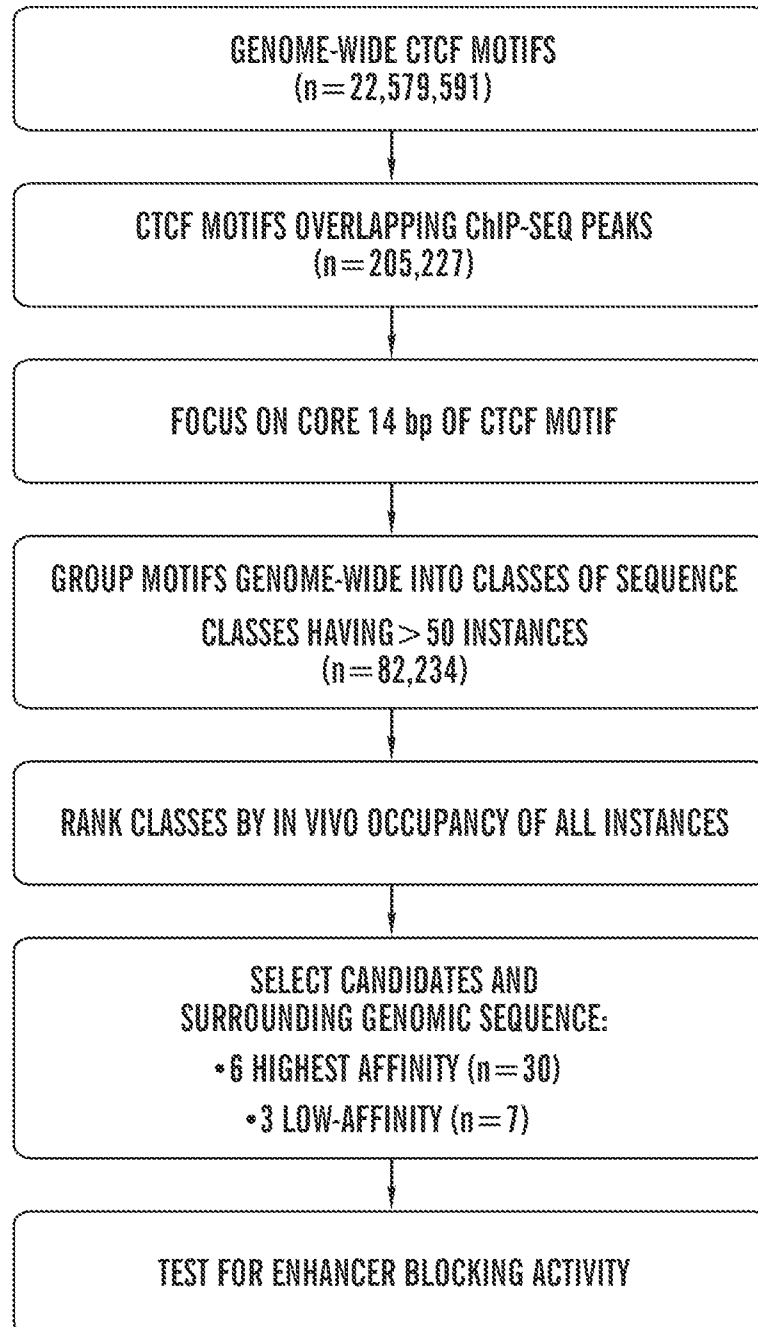 GENOME-WIDE CTCF MOTIFS
(n=22,579,591)
CTCF MOTIFS OVERLAPPING ChIP-SEQ PEAKS
(n=205,227)
FOCUS ON CORE 14 bp OF CTCF MOTIF
GROUP MOTIFS GENOME-WIDE INTO CLASSES OF SEQUENCE
CLASSES HAVING > 50 INSTANCES
(n=82,234)
RANK CLASSES BY IN VIVO OCCUPANCY OF ALL INSTANCES
SELECT CANDIDATES AND
SURROUNDING GENOMIC SEQUENCE:
•6 HIGHEST AFFINITY (n=30)
•3 LOW-AFFINITY (n=7)
TEST FOR ENHANCER BLOCKING ACTIVITY